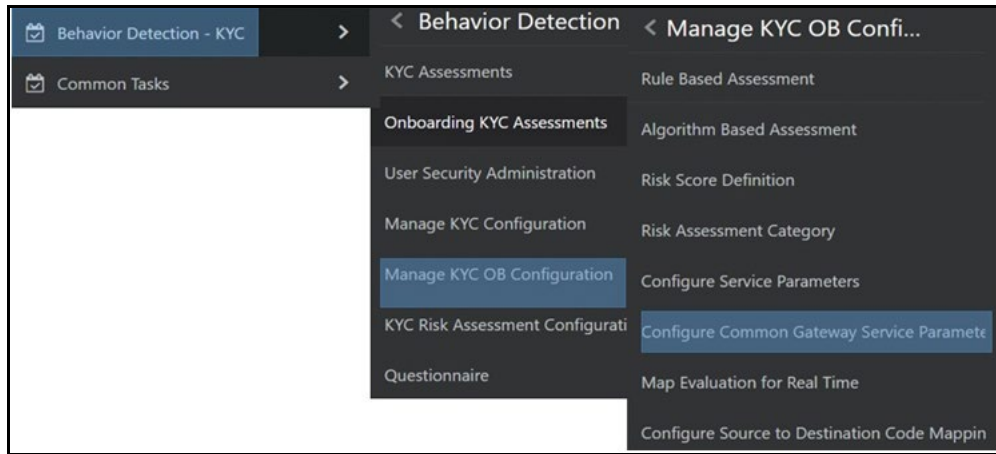 Behavior Detection - KYC
Common Tasks
Behavior Detection
KYC Assessments
Onboarding KYC Assessments
User Security Administration
Manage KYC Configuration
Manage KYC OB Configuration
KYC Risk Assessment Configurati
Questionnaire
Manage KYC OB Confi...
Rule Based Assessment
Algorithm Based Assessment
Risk Score Definition
Risk Assessment Category
Configure Service Parameters
Configure Common Gateway Service Paramete
Map Evaluation for Real Time
Configure Source to Destination Code Mappin